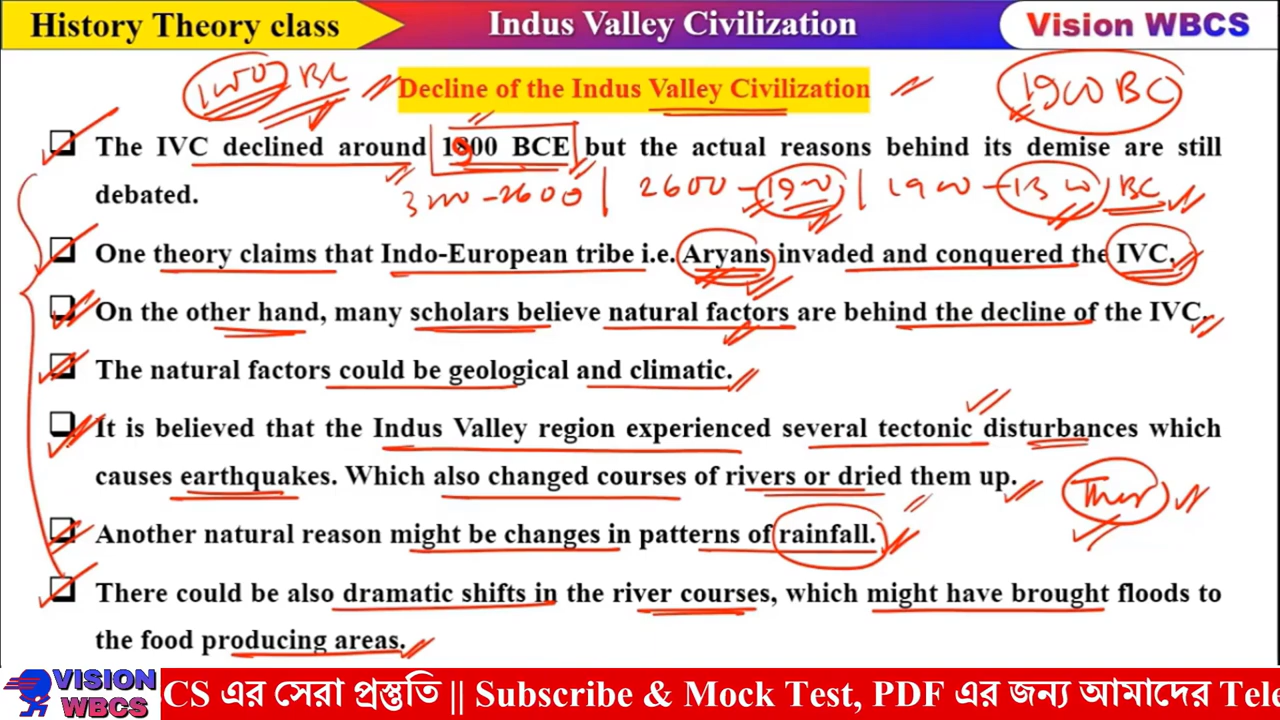 History Theory class
Indus Valley Civilization
Vision WBCS
1900 BC
Decline of the Indus Valley Civilization
1900 BC
The IVC declined around 1900 BCE but the actual reasons behind its demise are still
debated.
2600 - 1900 | 1900 - 1300 BC
One theory claims that Indo-European tribe i.e. Aryans invaded and conquered the IVC.
On the other hand, many scholars believe natural factors are behind the decline of the IVC.
The natural factors could be geological and climatic.
It is believed that the Indus Valley region experienced several tectonic disturbances which
causes earthquakes. Which also changed courses of rivers or dried them up.
Thar
Another natural reason might be changes in patterns of rainfall.
There could be also dramatic shifts in the river courses, which might have brought floods to
the food producing areas.
VISION
WBCS
CS এর সেরা প্রস্তুতি || Subscribe & Mock Test, PDF এর জন্য আমাদের Tele